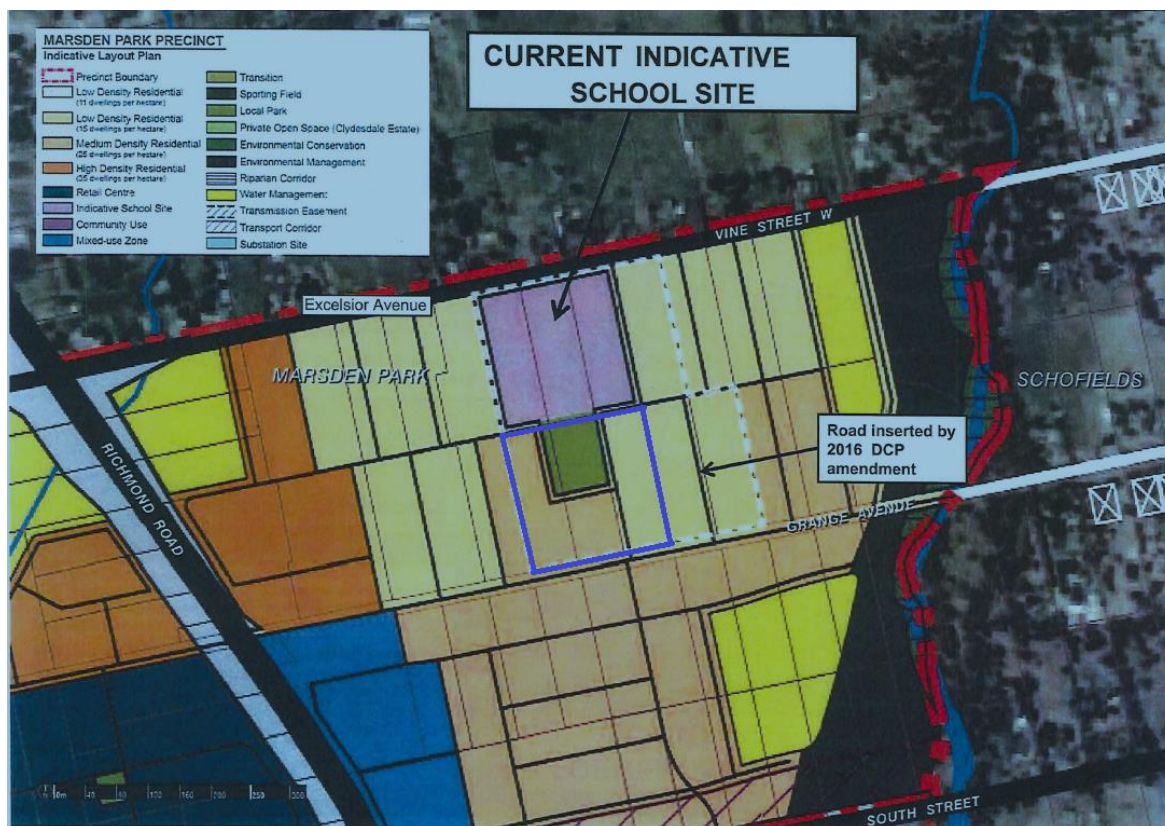 MARSDEN PARK PRECINCT
Indicative Layout Plan
Precinct Boundary
Low Density Residential
(11 dwellings per hectare)
Low Density Residential
(15 dwellings per hectare)
Medium Density Residential
(25 dwellings per hectare)
High Density Residential
(35 dwellings per hectare)
Retail Centre
Indicative School Site
Community Use
Mixed-use Zone
Transition
Sporting Field
Local Park
Private Open Space (Clydesdale Estate)
Environmental Conservation
Environmental Management
Riparian Corridor
Water Management
Transmission Easement
Transport Corridor
Substation Site
CURRENT INDICATIVE
SCHOOL SITE
VINE STREET W
Excelsior Avenue
MARSDEN PARK
SCHOFIELDS
Road inserted by
2016 DCP
amendment
RICHMOND ROAD
GRANGE AVENUE
SOUTH STREET